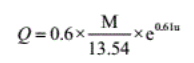 Q = 0.6 × M/13.54 × e^0.61u